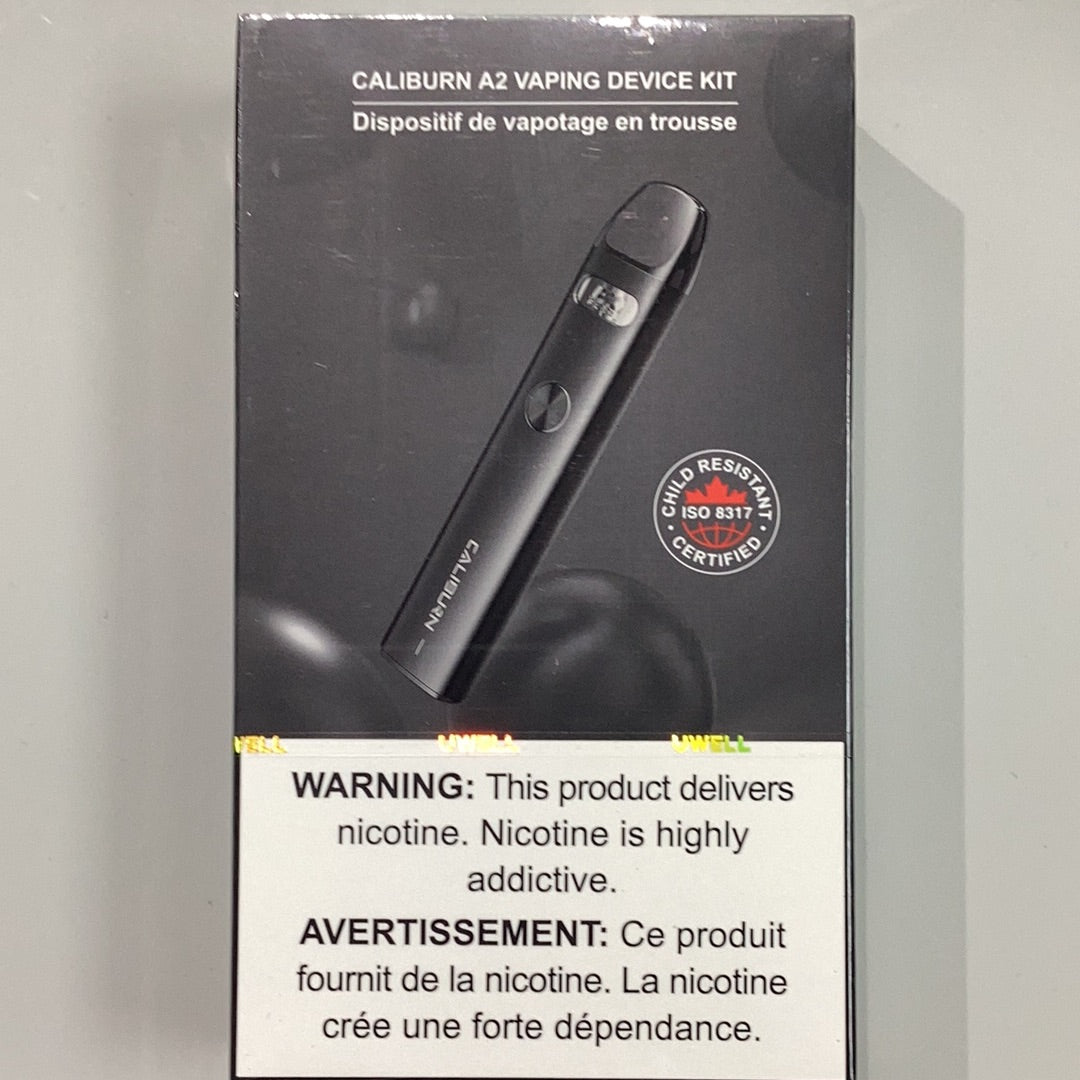 CALIBURN A2 VAPING DEVICE KIT
Dispositif de vapotage en trousse
CHILD RESISTANT
ISO 8317
CERTIFIED
CALIBURN
UWELL UWELL
WARNING: This product delivers
nicotine. Nicotine is highly
addictive.
AVERTISSEMENT: Ce produit
fournit de la nicotine. La nicotine
crée une forte dépendance.